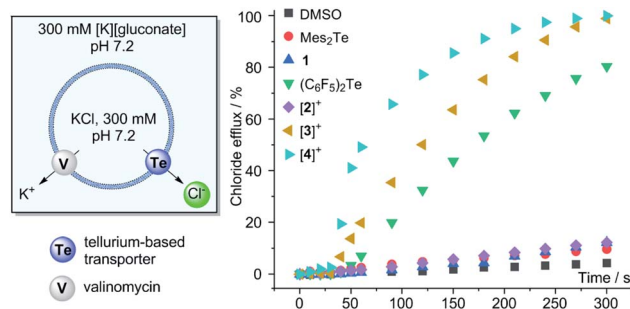 300 mM [K][gluconate]
pH 7.2
KCl, 300 mM
pH 7.2
V
Te
K⁺
Cl⁻
Te tellurium-based
transporter
V valinomycin
DMSO
Mes₂Te
1
(C₆F₅)₂Te
[2]⁺
[3]⁺
[4]⁺
Chloride efflux / %
100
80
60
40
20
0
Time / s
0 50 100 150 200 250 300